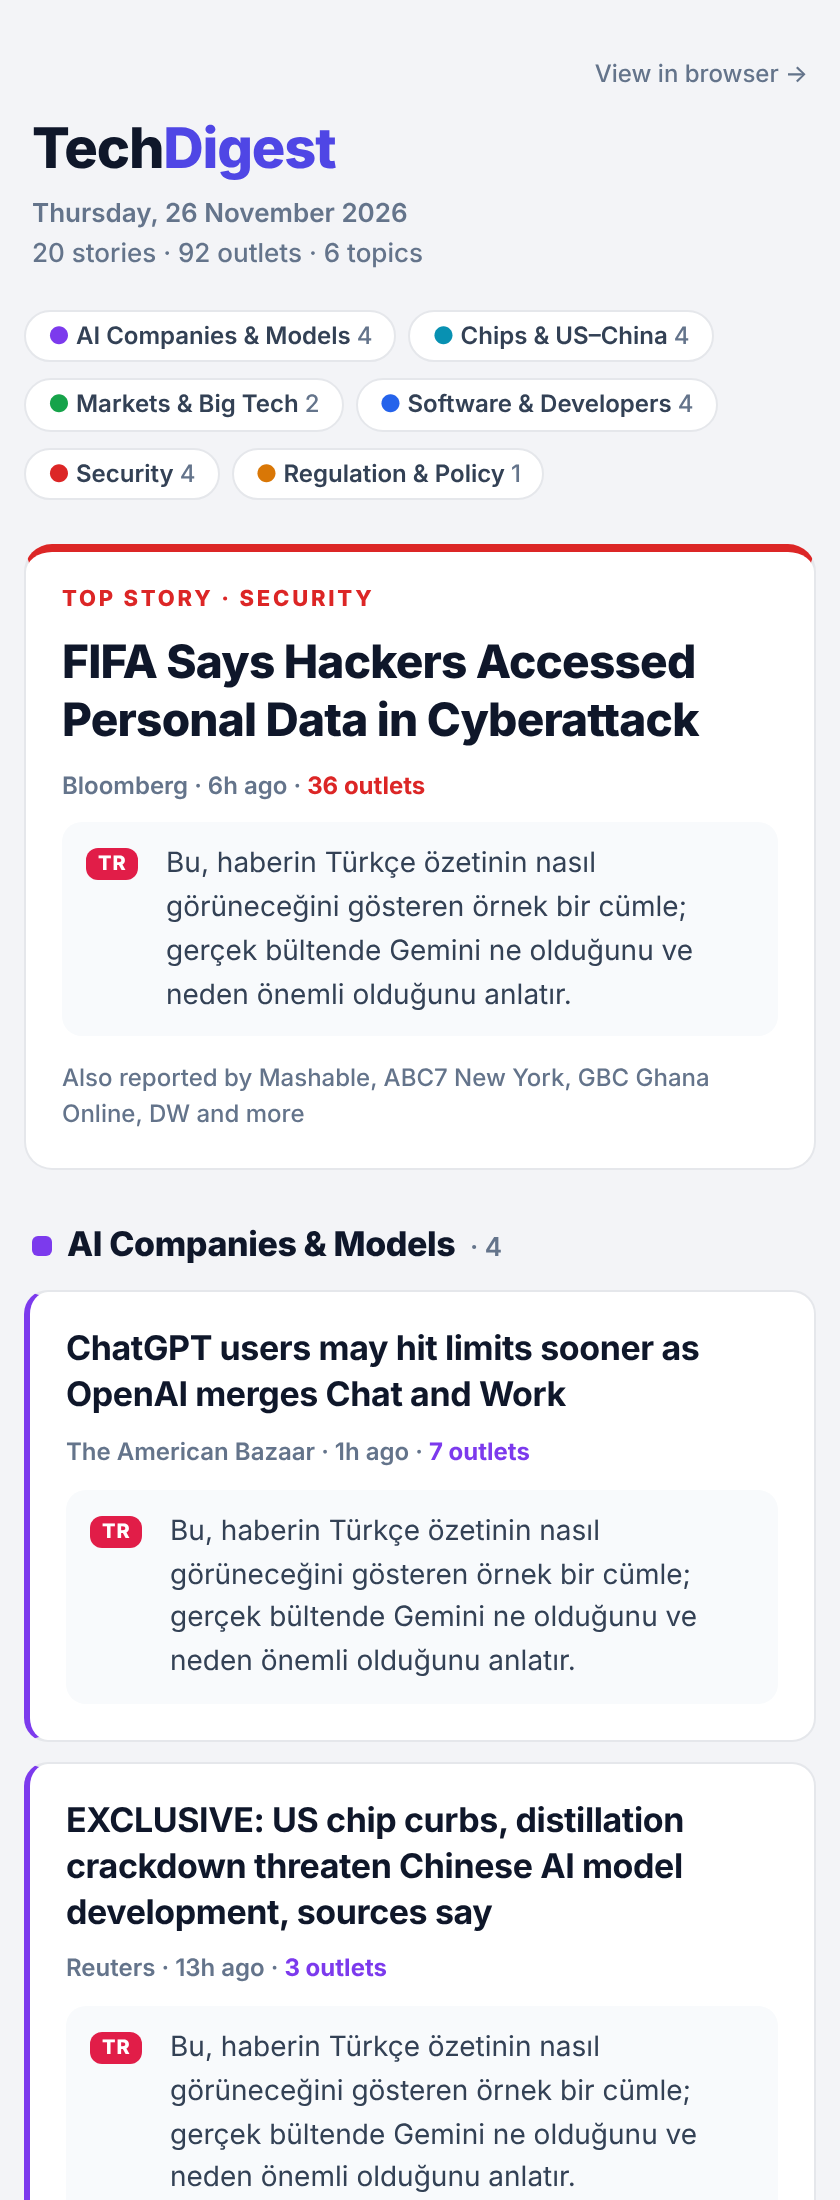 View in browser →
TechDigest
Thursday, 26 November 2026
20 stories · 92 outlets · 6 topics
AI Companies & Models 4
Chips & US–China 4
Markets & Big Tech 2
Software & Developers 4
Security 4
Regulation & Policy 1
TOP STORY · SECURITY
FIFA Says Hackers Accessed
Personal Data in Cyberattack
Bloomberg · 6h ago · 36 outlets
TR
Bu, haberin Türkçe özetinin nasıl
görüneceğini gösteren örnek bir cümle;
gerçek bültende Gemini ne olduğunu ve
neden önemli olduğunu anlatır.
Also reported by Mashable, ABC7 New York, GBC Ghana
Online, DW and more
AI Companies & Models · 4
ChatGPT users may hit limits sooner as
OpenAI merges Chat and Work
The American Bazaar · 1h ago · 7 outlets
TR
Bu, haberin Türkçe özetinin nasıl
görüneceğini gösteren örnek bir cümle;
gerçek bültende Gemini ne olduğunu ve
neden önemli olduğunu anlatır.
EXCLUSIVE: US chip curbs, distillation
crackdown threaten Chinese AI model
development, sources say
Reuters · 13h ago · 3 outlets
TR
Bu, haberin Türkçe özetinin nasıl
görüneceğini gösteren örnek bir cümle;
gerçek bültende Gemini ne olduğunu ve
neden önemli olduğunu anlatır.